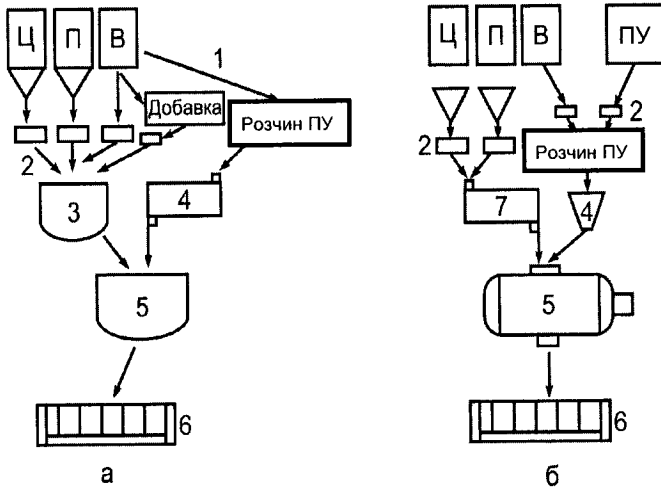 Ц П В 1
Добавка
Розчин ПУ
2
3 4
5
6
а
Ц П В ПУ
2
2 Розчин ПУ
7 4
5
6
б